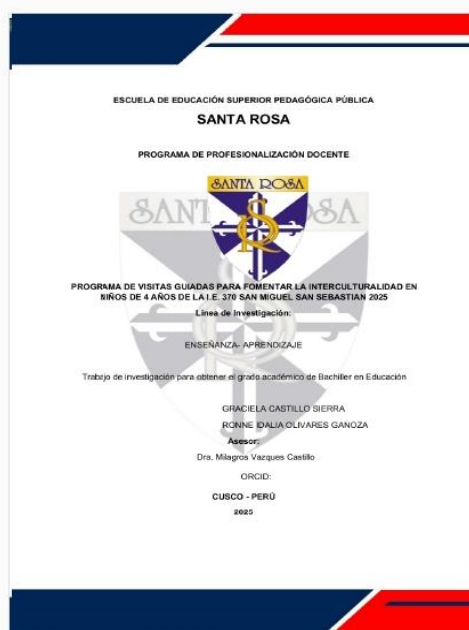 ESCUELA DE EDUCACIÓN SUPERIOR PEDAGÓGICA PÚBLICA
SANTA ROSA
PROGRAMA DE PROFESIONALIZACIÓN DOCENTE
SANTA ROSA
SANTA ROSA
PROGRAMA DE VISITAS GUIADAS PARA FOMENTAR LA INTERCULTURALIDAD EN
NIÑOS DE 4 AÑOS DE LA I.E. 370 SAN MIGUEL SAN SEBASTIAN 2025
Línea de Investigación:
ENSEÑANZA- APRENDIZAJE
Trabajo de investigación para obtener el grado académico de Bachiller en Educación
GRACIELA CASTILLO SIERRA
RONNE IDALIA OLIVARES GANOZA
Asesor:
Dra. Milagros Vazques Castillo
ORCID:
CUSCO - PERÚ
2025